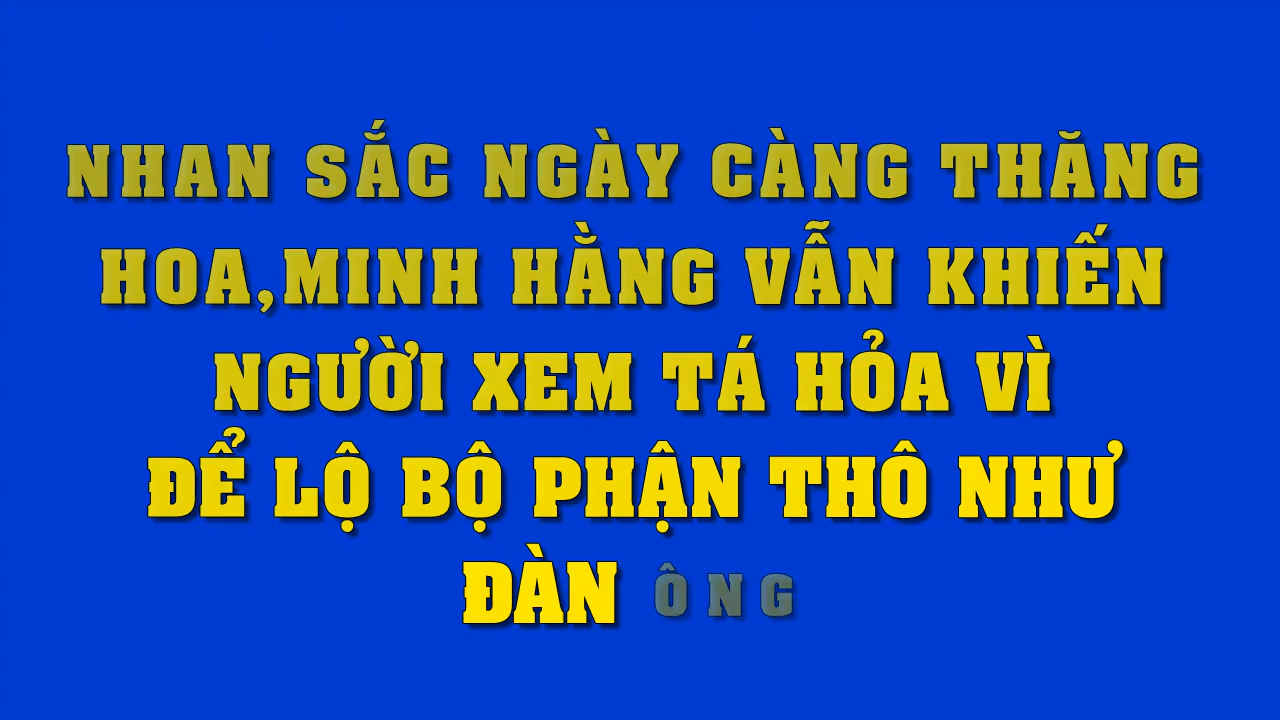 NHAN SẮC NGÀY CÀNG THĂNG
HOA,MINH HẰNG VẪN KHIẾN
NGƯỜI XEM TÁ HỎA VÌ
ĐỂ LỘ BỘ PHẬN THÔ NHƯ
ĐÀN ÔNG